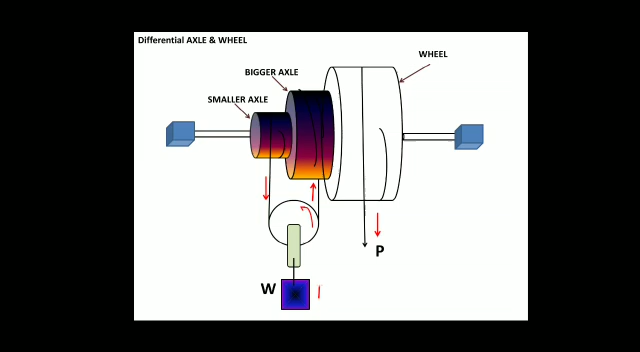 Differential AXLE & WHEEL
WHEEL
BIGGER AXLE
SMALLER AXLE
P
W